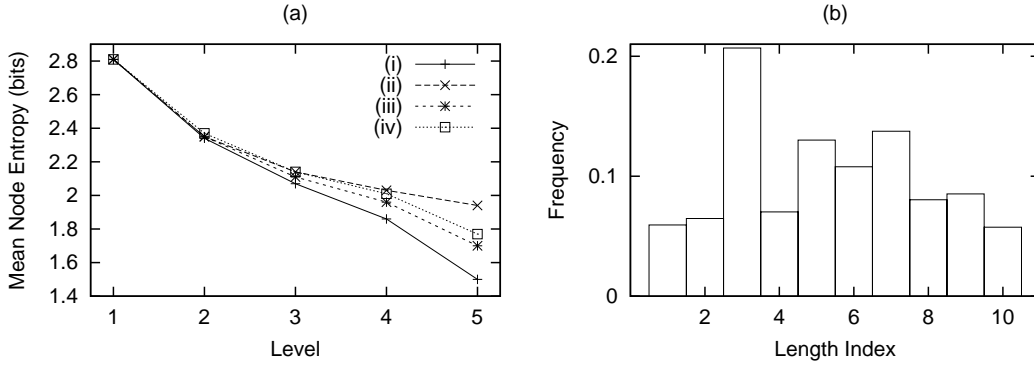 (a)
Mean Node Entropy (bits)
2.8
2.6
2.4
2.2
2
1.8
1.6
1.4
1 2 3 4 5
Level
(i)
(ii)
(iii)
(iv)
(b)
Frequency
0.2
0.1
0
2 4 6 8 10
Length Index